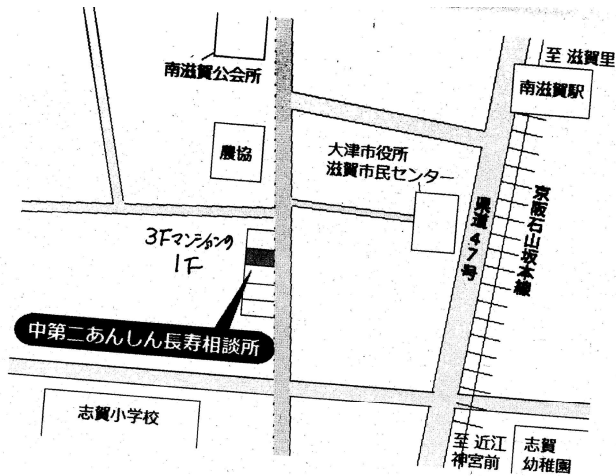 至 滋賀里
南滋賀駅
南滋賀公会所
農協
大津市役所
滋賀市民センター
県道47号
京阪石山坂本線
3Fマンションの
1F
中第二あんしん長寿相談所
志賀小学校
至 近江
神宮前
志賀
幼稚園